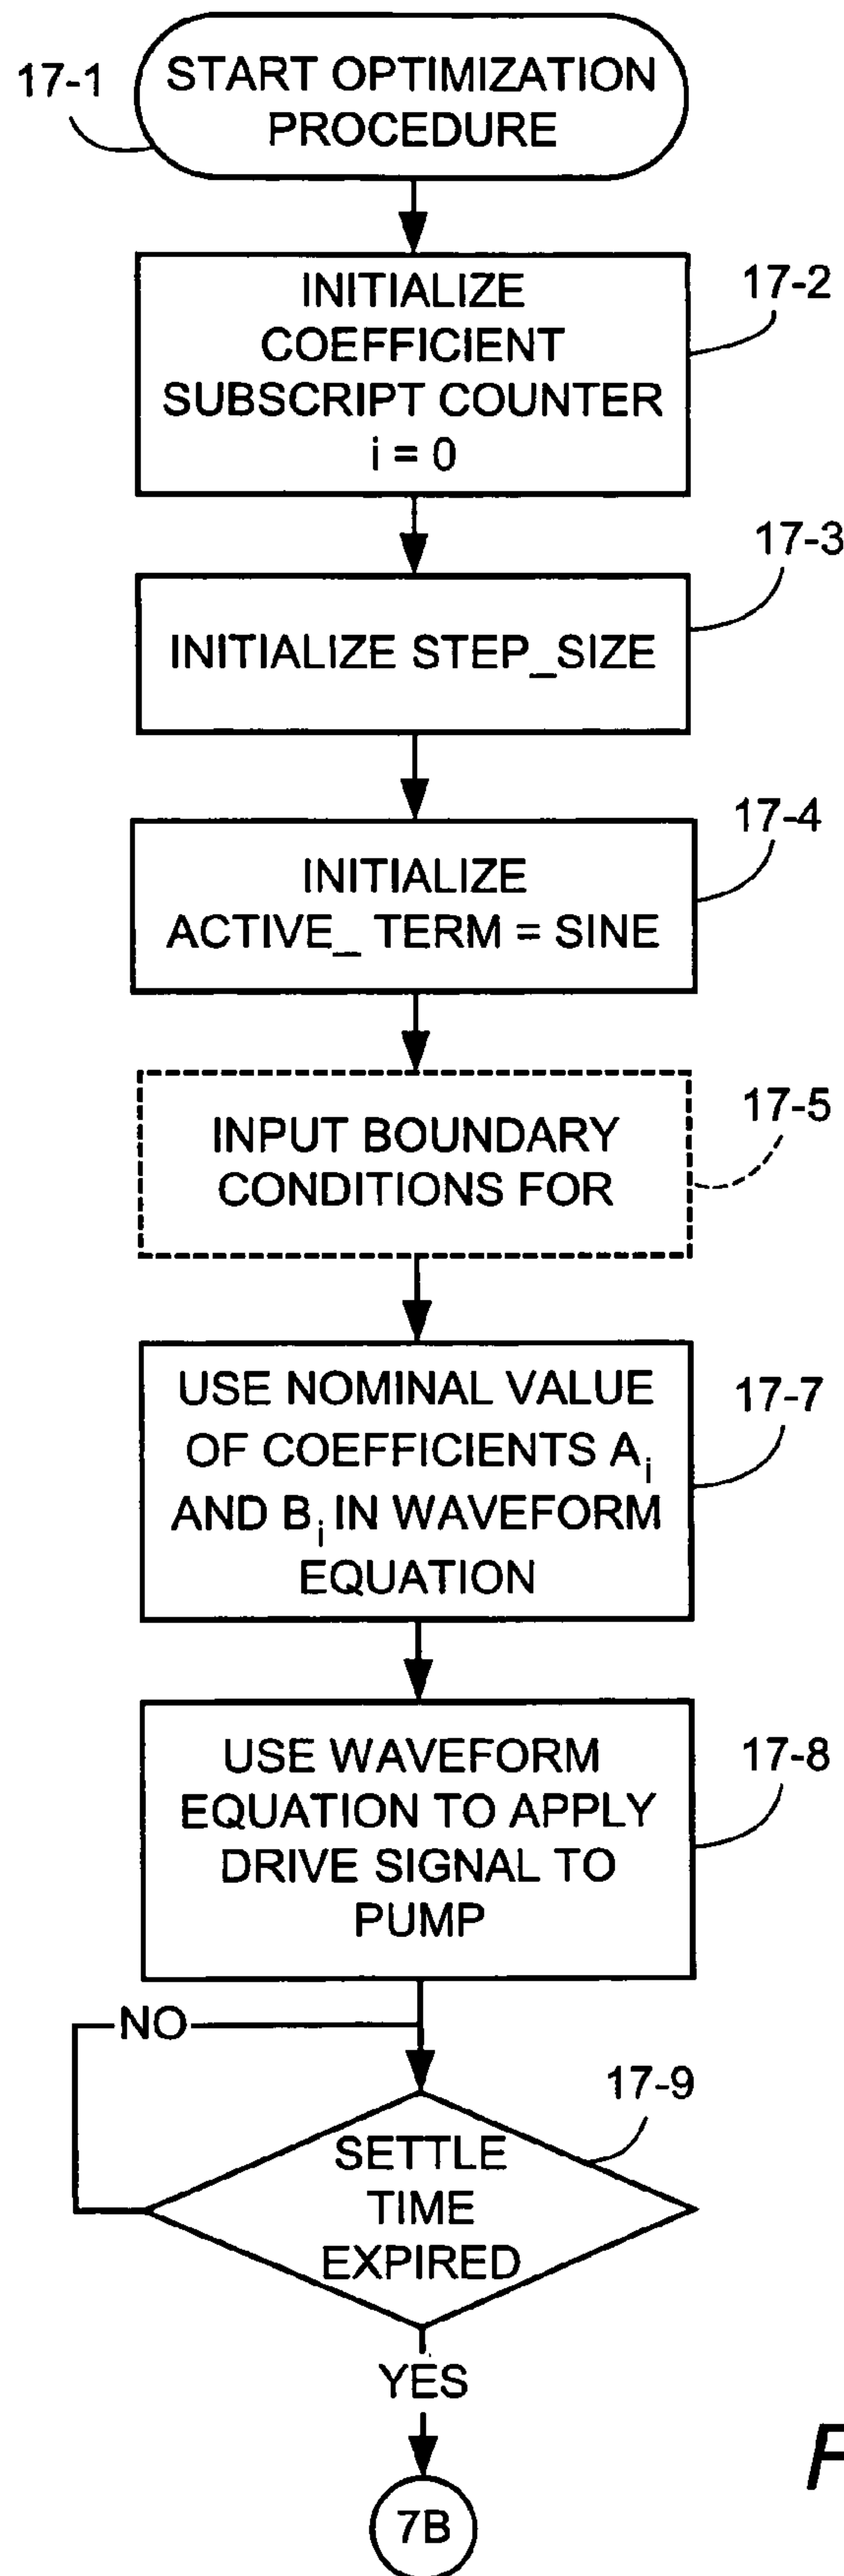 17-1
START OPTIMIZATION
PROCEDURE
17-2
INITIALIZE
COEFFICIENT
SUBSCRIPT COUNTER
i = 0
17-3
INITIALIZE STEP_SIZE
17-4
INITIALIZE
ACTIVE_ TERM = SINE
17-5
INPUT BOUNDARY
CONDITIONS FOR
17-7
USE NOMINAL VALUE
OF COEFFICIENTS Ai
AND Bi IN WAVEFORM
EQUATION
17-8
USE WAVEFORM
EQUATION TO APPLY
DRIVE SIGNAL TO
PUMP
NO
17-9
SETTLE
TIME
EXPIRED
YES
F
7B